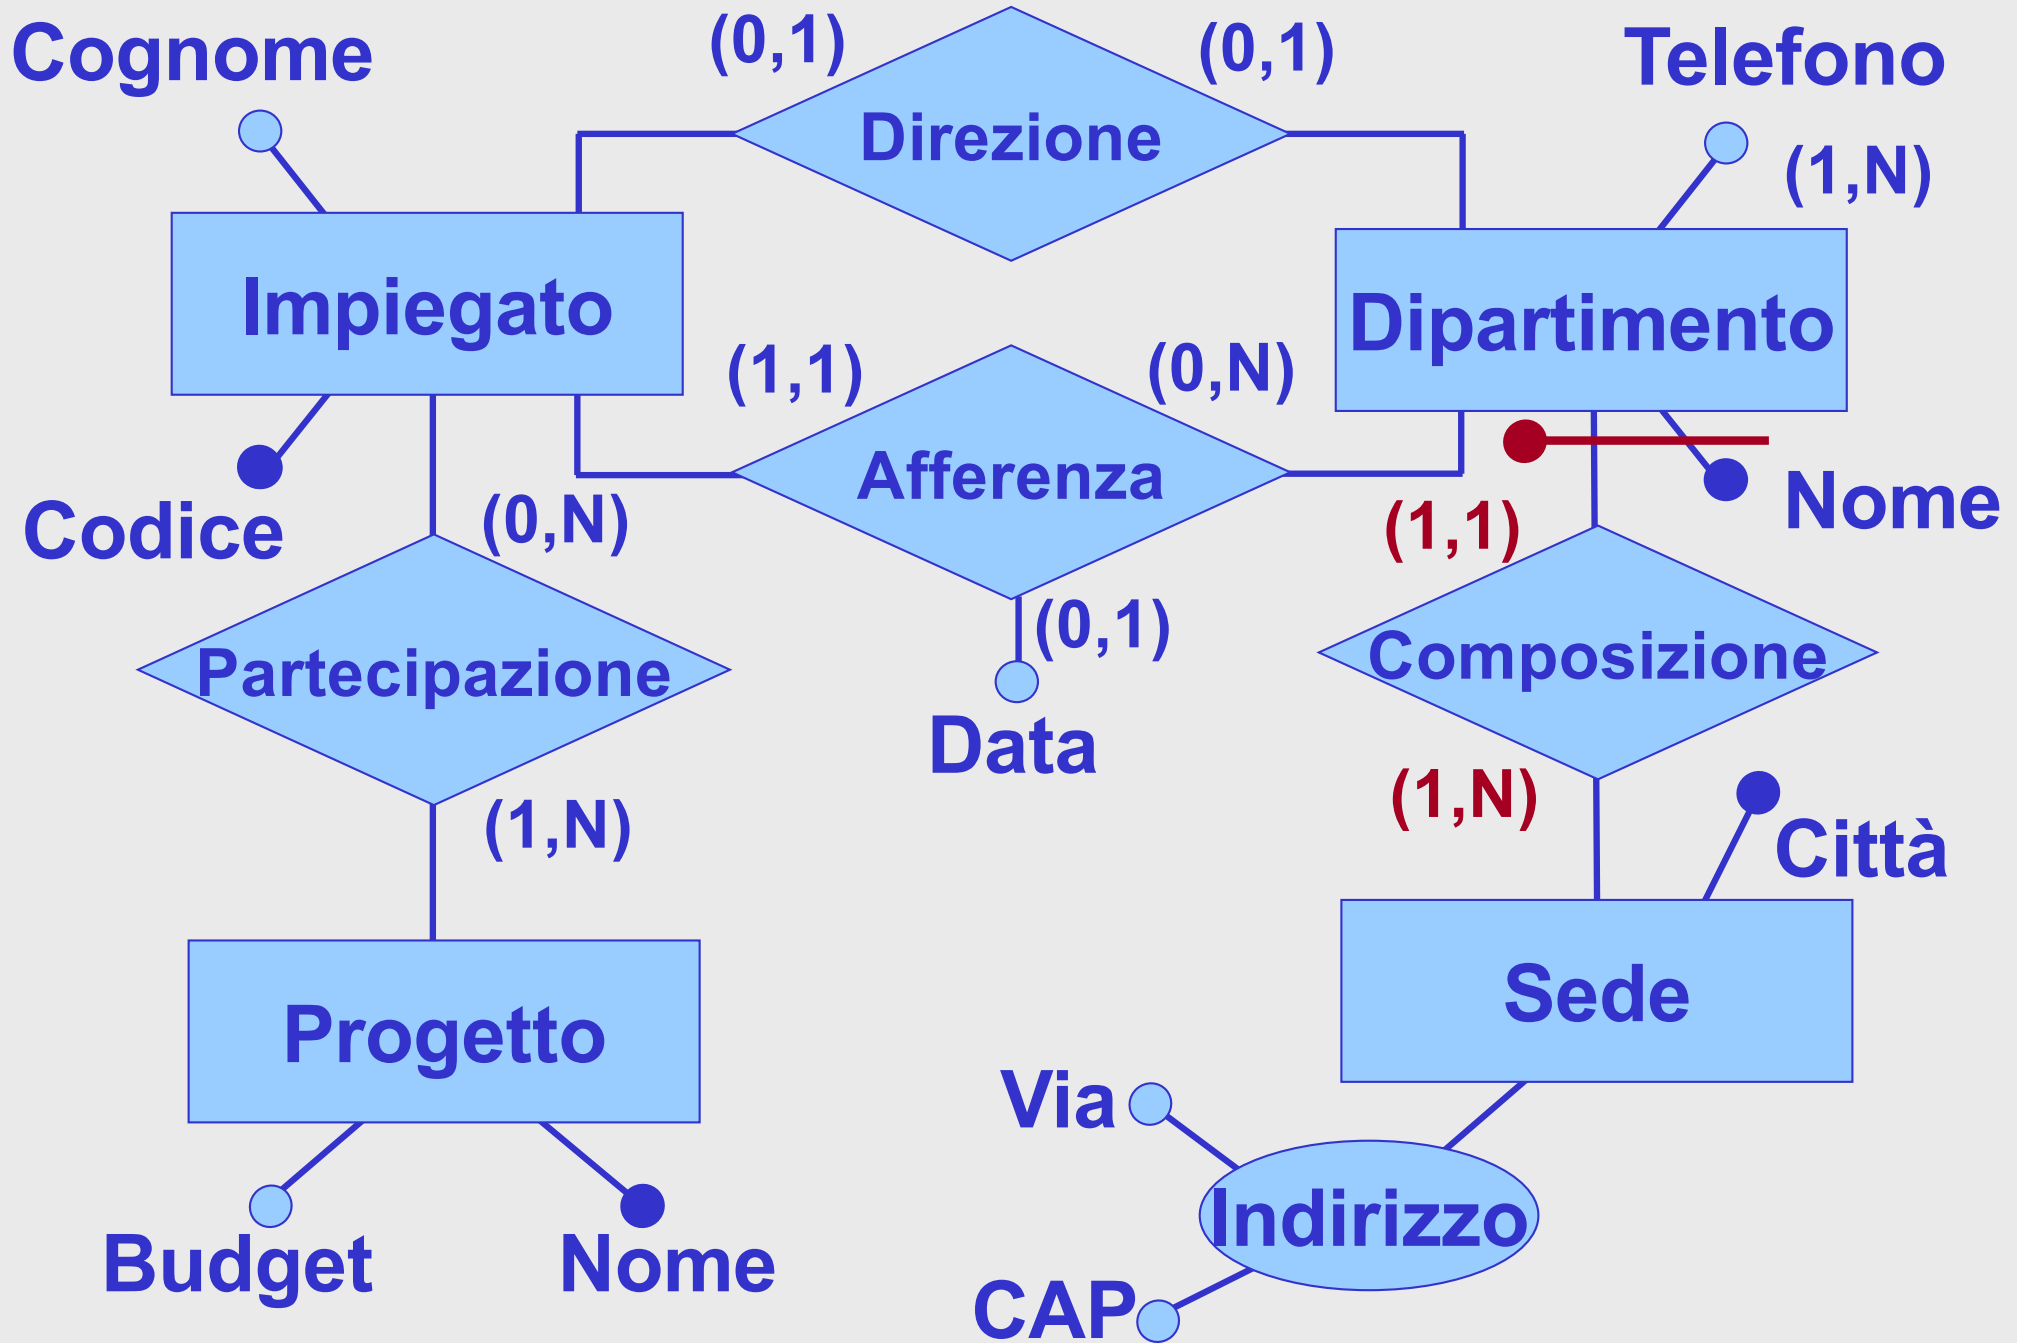 Cognome
(0,1)
(0,1)
Telefono
Direzione
(1,N)
Impiegato
Dipartimento
(1,1)
(0,N)
Afferenza
Codice
(0,N)
(1,1)
Nome
(0,1)
Partecipazione
Composizione
Data
(1,N)
(1,N)
Città
Sede
Progetto
Via
Indirizzo
Budget
Nome
CAP